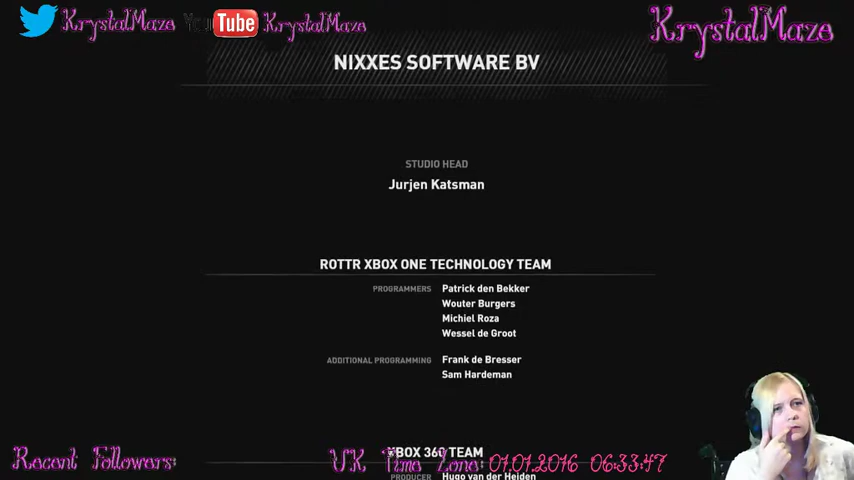 KrystalMaze YouTube KrystalMaze KrystalMaze
NIXXES SOFTWARE BV
STUDIO HEAD
Jurjen Katsman
ROTTR XBOX ONE TECHNOLOGY TEAM
PROGRAMMERS Patrick den Bekker
Wouter Burgers
Michiel Roza
Wessel de Groot
ADDITIONAL PROGRAMMING Frank de Bresser
Sam Hardeman
XBOX 360 TEAM
Recent Followers: UK Time Zone: 01.01.2016 06:33:47
PRODUCER Hugo van der Heiden